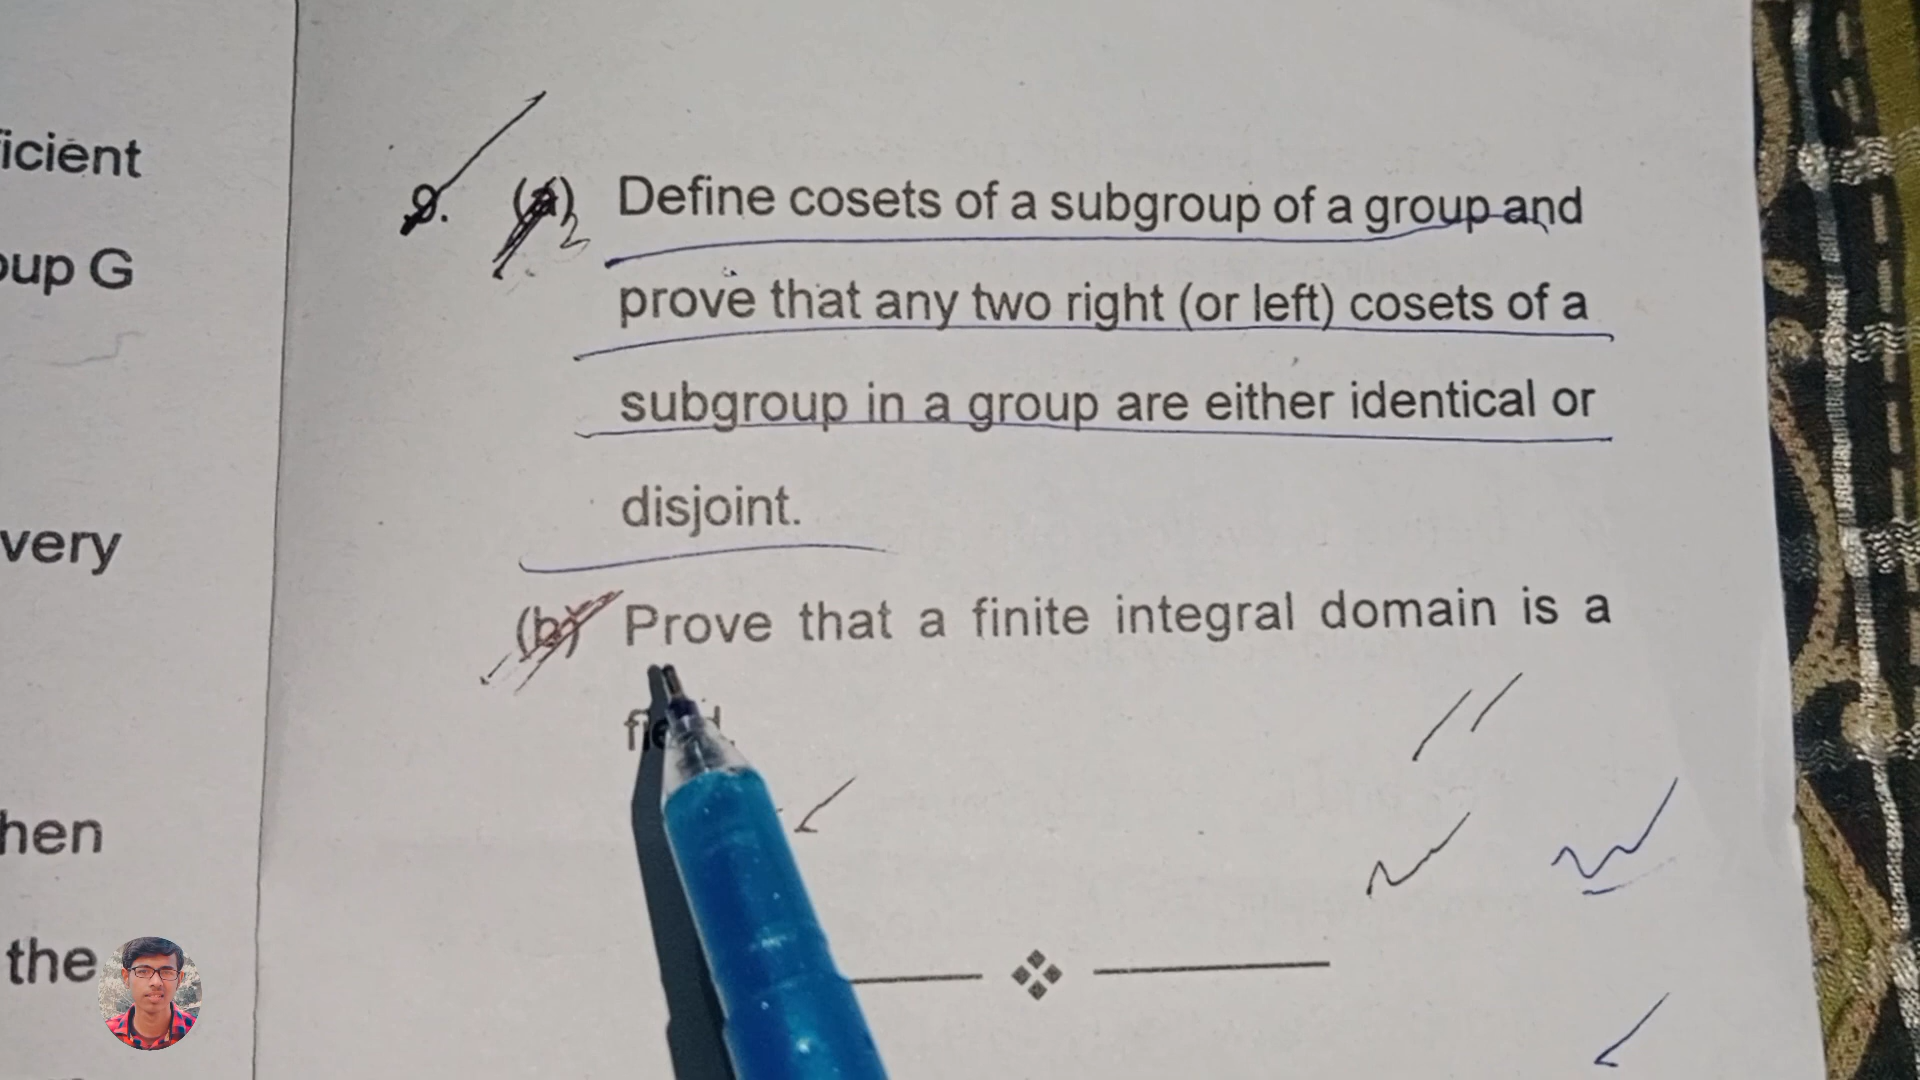 icient
oup G
very
hen
the
9. (a) Define cosets of a subgroup of a group and
prove that any two right (or left) cosets of a
subgroup in a group are either identical or
disjoint.
(b) Prove that a finite integral domain is a
field.